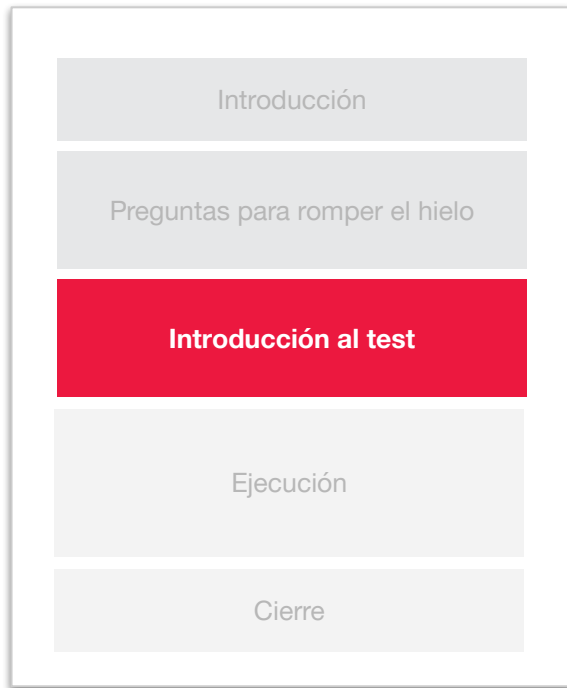 Introducción
Preguntas para romper el hielo
Introducción al test
Ejecución
Cierre